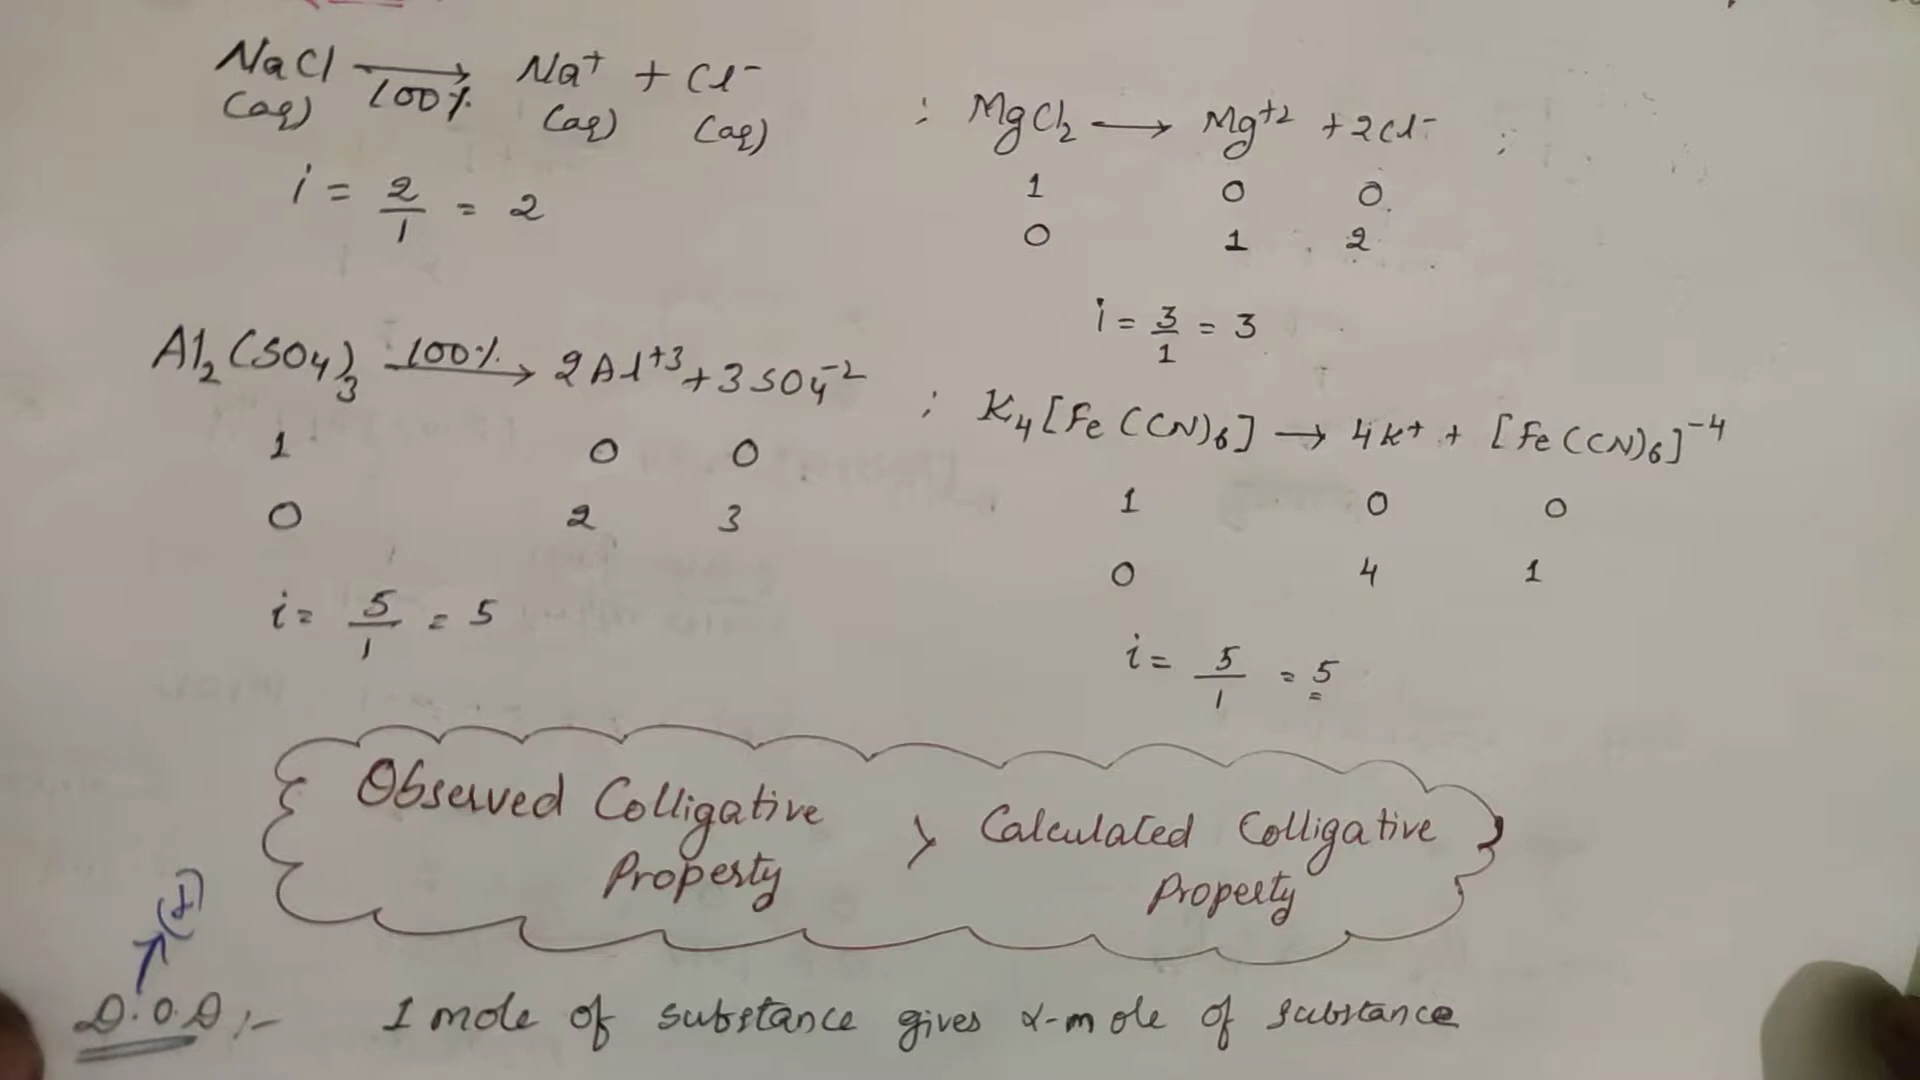 NaCl ⟶ Na⁺ + Cl⁻
(aq) 100% (aq) (aq)
i = 2/1 = 2
; MgCl₂ ⟶ Mg⁺² + 2Cl⁻ ;
1 0 0
0 1 2
i = 3/1 = 3
Al₂(SO₄)₃ 100%⟶ 2Al⁺³ + 3SO₄⁻²
1 0 0
0 2 3
i = 5/1 = 5
; K₄[Fe(CN)₆] ⟶ 4K⁺ + [Fe(CN)₆]⁻⁴
1 0 0
0 4 1
i = 5/1 = 5
Observed Colligative > Calculated Colligative
Property Property
D.O.D :- 1 mole of substance gives α-mole of substance